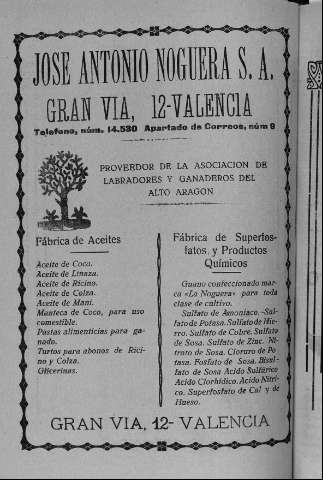 JOSE ANTONIO NOGUERA S. A.
GRAN VIA, 12-VALENCIA
Telefono, núm. 14.530 Apartado de Correos, núm 9
PROVEEDOR DE LA ASOCIACION DE
LABRADORES Y GANADEROS DEL
ALTO ARAGON
Fábrica de Aceites
Aceite de Coco.
Aceite de Linaza.
Aceite de Ricino.
Aceite de Colza.
Aceite de Maní.
Manteca de Coco, para uso
comestible.
Pastas alimenticias para ga-
nado.
Turtos para abonos de Rici-
no y Colza.
Glicerinas.
Fábrica de Superfos-
fatos, y Productos
Químicos
Guano confeccionado mar-
ca «La Noguera» para toda
clase de cultivo.
Sulfato de Amoniaco. -Sul-
fato de Potasa. Sulfato de Hie-
rro. Sulfato de Cobre. Sulfato
de Sosa. Sulfato de Zinc. Ni-
trato de Sosa. Cloruro de Po-
tasa. Fosfato de Sosa. Bisul-
fato de Sosa Acido Sulfúrico
Acido Clorhídico. Acido Nítri-
co. Superfosfato de Cal y de
Hueso.
GRAN VIA, 12- VALENCIA